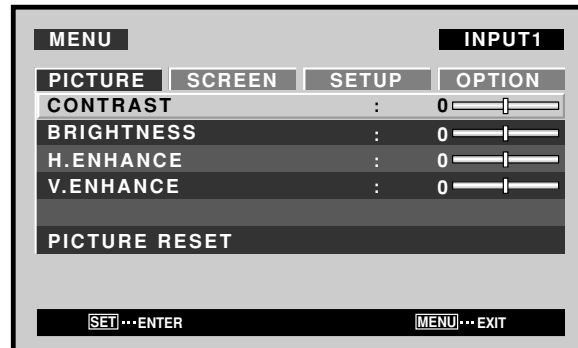 MENU INPUT1
PICTURE SCREEN SETUP OPTION
CONTRAST : 0
BRIGHTNESS : 0
H.ENHANCE : 0
V.ENHANCE : 0
PICTURE RESET
SET···ENTER MENU···EXIT